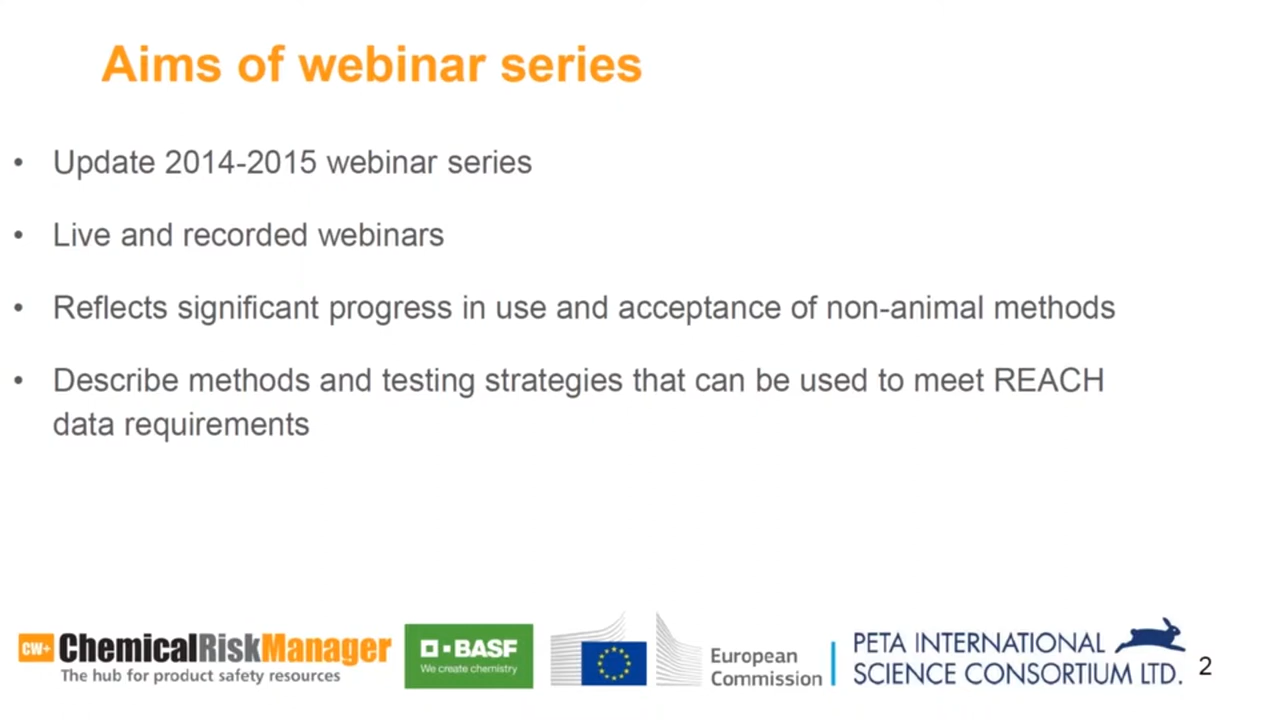 Aims of webinar series
• Update 2014-2015 webinar series
• Live and recorded webinars
• Reflects significant progress in use and acceptance of non-animal methods
• Describe methods and testing strategies that can be used to meet REACH
data requirements
CW+ ChemicalRiskManager
The hub for product safety resources
BASF
We create chemistry
European
Commission
PETA INTERNATIONAL
SCIENCE CONSORTIUM LTD.
2